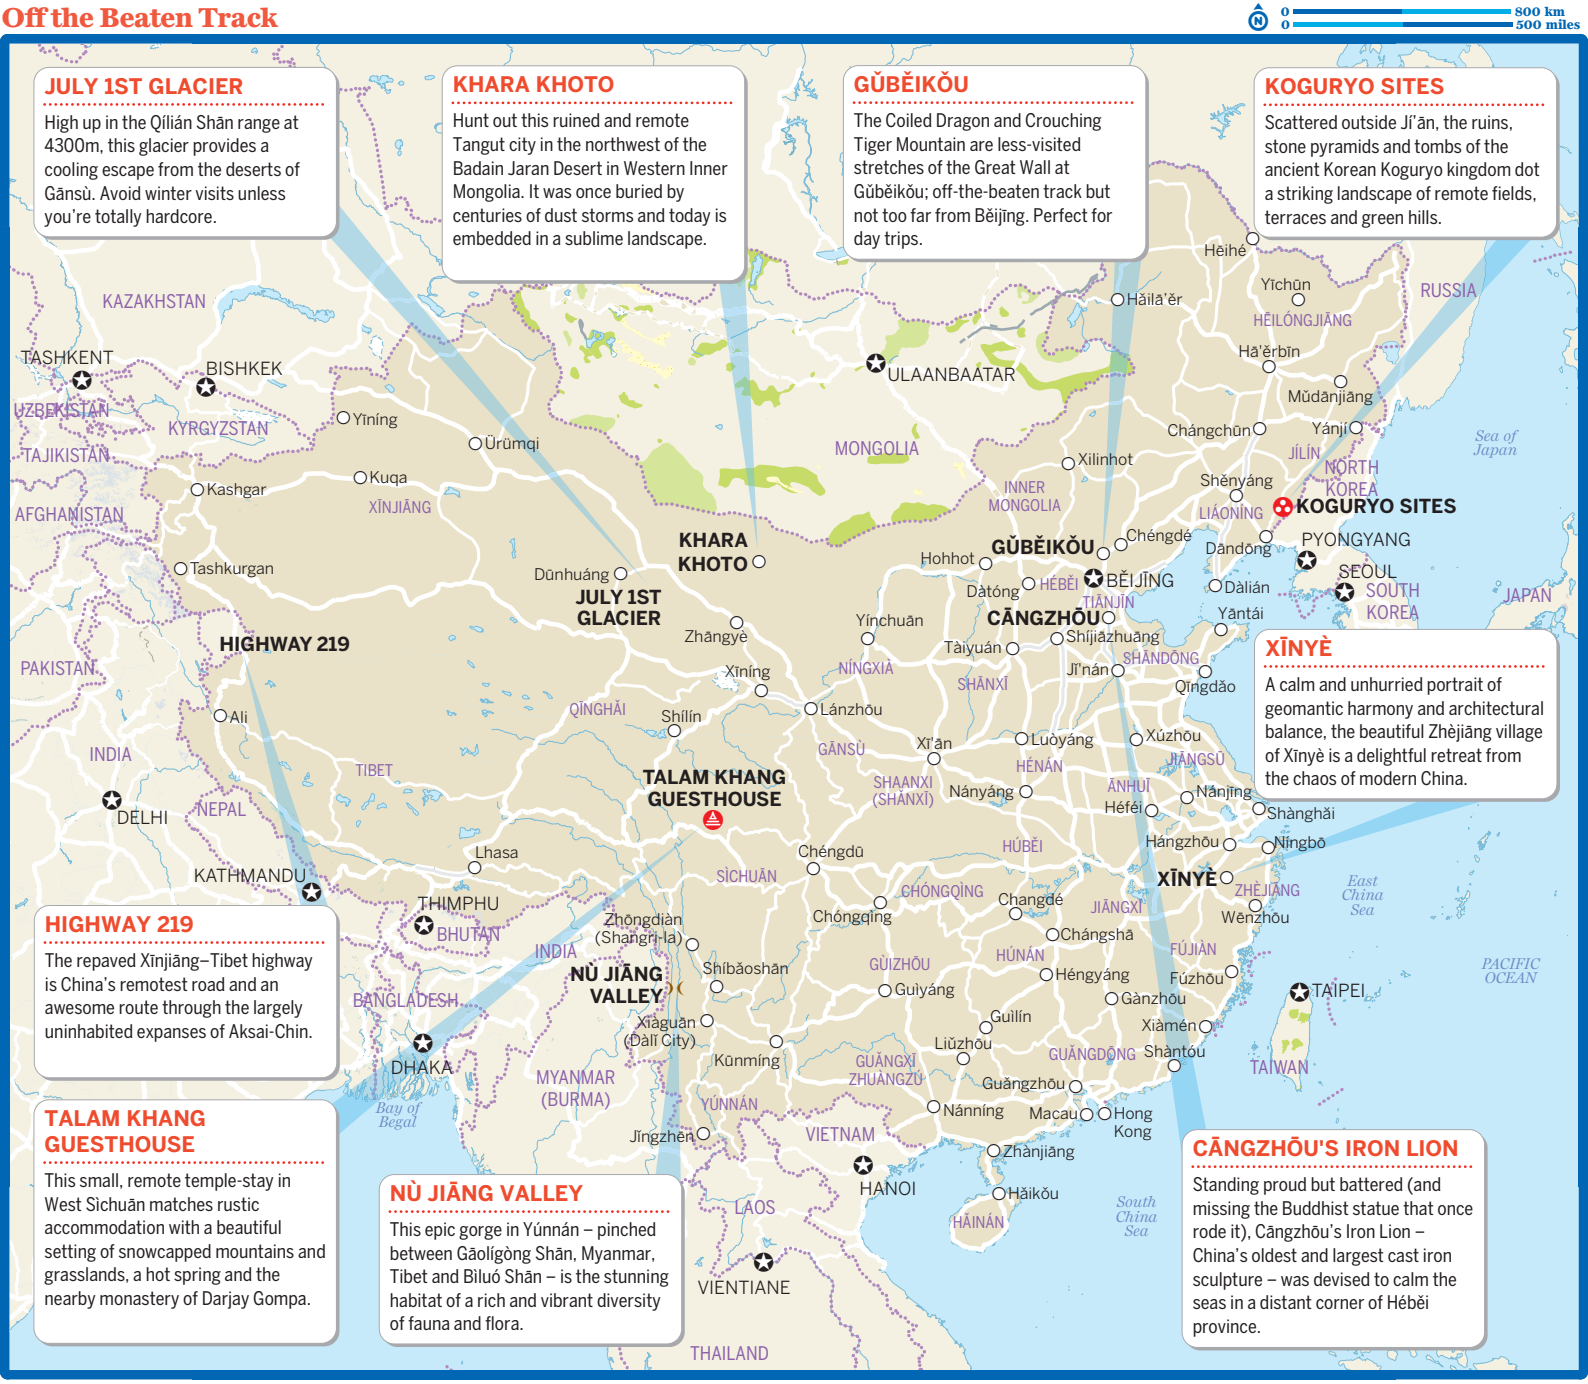 Off the Beaten Track
0 800 km
0 500 miles
JULY 1ST GLACIER
High up in the Qílián Shān range at
4300m, this glacier provides a
cooling escape from the deserts of
Gānsù. Avoid winter visits unless
you're totally hardcore.
KHARA KHOTO
Hunt out this ruined and remote
Tangut city in the northwest of the
Badain Jaran Desert in Western Inner
Mongolia. It was once buried by
centuries of dust storms and today is
embedded in a sublime landscape.
GǓBĚIKǑU
The Coiled Dragon and Crouching
Tiger Mountain are less-visited
stretches of the Great Wall at
Gǔběikǒu; off-the-beaten track but
not too far from Běijīng. Perfect for
day trips.
KOGURYO SITES
Scattered outside Jí'ān, the ruins,
stone pyramids and tombs of the
ancient Korean Koguryo kingdom dot
a striking landscape of remote fields,
terraces and green hills.
Hēihé
Yīchūn
RUSSIA
KAZAKHSTAN
Hǎilā'ěr
HĒILÓNGJIĀNG
Hā'ěrbīn
TASHKENT
BISHKEK
ULAANBAATAR
Mǔdānjiāng
UZBEKISTAN
KYRGYZSTAN
Yīníng
Ürümqi
MONGOLIA
Chángchūn
Yánjí
Sea of
Japan
TAJIKISTAN
JÍLÍN
Xilinhot
NORTH
KOREA
Kashgar
Kuqa
XĪNJIĀNG
INNER
MONGOLIA
Shěnyáng
AFGHANISTAN
LIÁONÍNG
KOGURYO SITES
KHARA
KHOTO
GǓBĚIKǑU
Chéngdé
Dāndōng
PYONGYANG
Hohhot
Tashkurgan
Dūnhuáng
Dàtóng
HÉBĚI
BĚIJĪNG
SEOUL
Dàlián
SOUTH
KOREA
JAPAN
JULY 1ST
GLACIER
TIĀNJĪN
CĀNGZHŌU
Yāntái
Zhāngyè
Yínchuān
Shíjiāzhuāng
HIGHWAY 219
Tàiyuán
PAKISTAN
Xīníng
NÍNGXIÀ
Jǐ'nán
SHĀNDŌNG
SHĀNXĪ
Qīngdǎo
XĪNYÈ
A calm and unhurried portrait of
geomantic harmony and architectural
balance, the beautiful Zhèjiāng village
of Xīnyè is a delightful retreat from
the chaos of modern China.
Ali
QĪNGHǍI
Shílín
Lánzhōu
INDIA
GĀNSÙ
Xī'ān
Luòyáng
Xúzhōu
TIBET
HÉNÁN
JIĀNGSŪ
TALAM KHANG
GUESTHOUSE
SHAANXI
(SHǍNXĪ)
Nányáng
ĀNHUĪ
Nánjīng
NEPAL
DELHI
Héféi
Shànghǎi
Lhasa
Chéngdū
HÚBĚI
Hángzhōu
Níngbō
KATHMANDU
SÌCHUĀN
XĪNYÈ
ZHÈJIĀNG
East
China
Sea
CHÓNGQÌNG
Changdé
JIĀNGXĪ
Wēnzhōu
THIMPHU
Zhōngdiàn
(Shangri-la)
Chóngqìng
BHUTAN
INDIA
Chángshā
HÚNÁN
FÚJIÀN
HIGHWAY 219
The repaved Xīnjiāng–Tibet highway
is China's remotest road and an
awesome route through the largely
uninhabited expanses of Aksai-Chin.
NÙ JIĀNG
VALLEY
Shíbǎoshān
GÙIZHŌU
Héngyáng
Fúzhōu
PACIFIC
OCEAN
BANGLADESH
Guìyáng
Gànzhōu
TAIPEI
Xiàguān
(Dàlǐ City)
Guìlín
Xiàmén
Kūnmíng
Liǔzhōu
DHAKA
GUǍNGXĪ
ZHUÀNGZÚ
GUǍNGDŌNG
Shàntóu
TAIWAN
MYANMAR
(BURMA)
Guǎngzhōu
Bay of
Begal
YÚNNÁN
Nánníng
Macau
Hong
Kong
TALAM KHANG
GUESTHOUSE
This small, remote temple-stay in
West Sìchuān matches rustic
accommodation with a beautiful
setting of snowcapped mountains and
grasslands, a hot spring and the
nearby monastery of Darjay Gompa.
Jǐngzhěn
VIETNAM
Zhànjiāng
HANOI
Hǎikǒu
NÙ JIĀNG VALLEY
This epic gorge in Yúnnán – pinched
between Gāolígòng Shān, Myanmar,
Tibet and Bìluó Shān – is the stunning
habitat of a rich and vibrant diversity
of fauna and flora.
LAOS
HǍINÁN
South
China
Sea
VIENTIANE
THAILAND
CĀNGZHŌU'S IRON LION
Standing proud but battered (and
missing the Buddhist statue that once
rode it), Cāngzhōu's Iron Lion –
China's oldest and largest cast iron
sculpture – was devised to calm the
seas in a distant corner of Héběi
province.